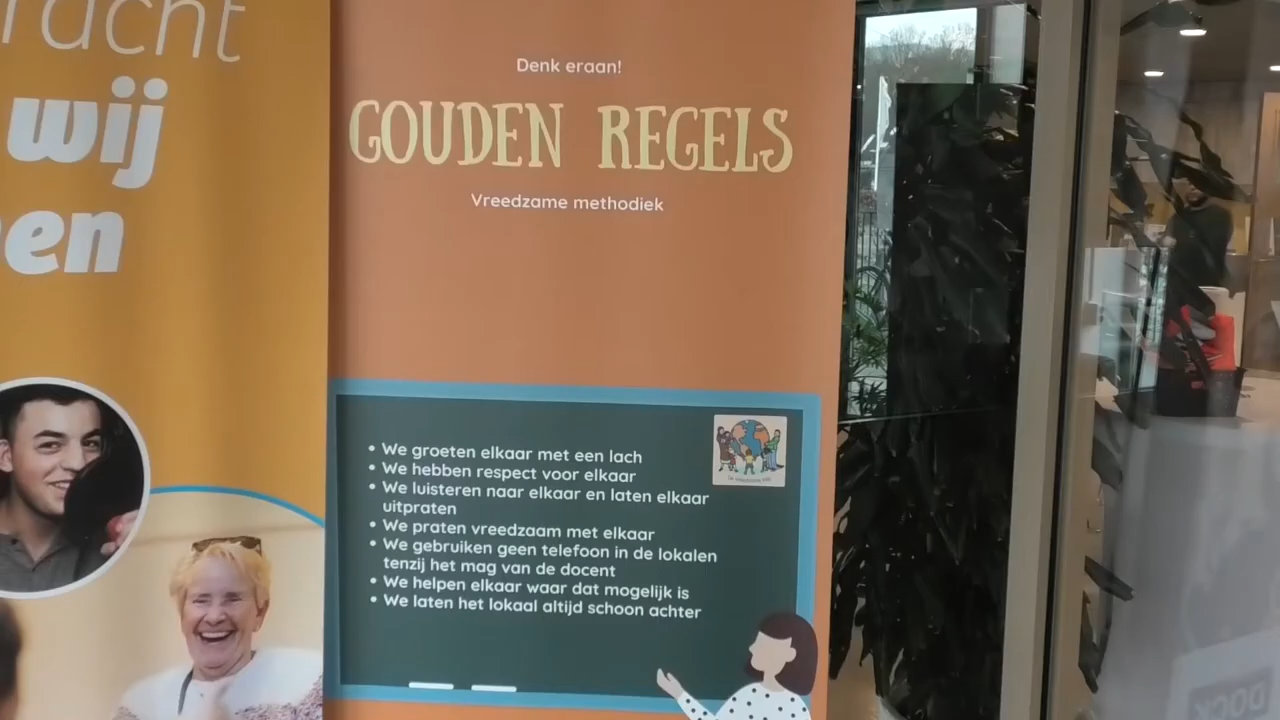 wij
en
Denk eraan!
GOUDEN REGELS
Vreedzame methodiek
• We groeten elkaar met een lach
• We hebben respect voor elkaar
• We luisteren naar elkaar en laten elkaar
uitpraten
• We praten vreedzaam met elkaar
• We gebruiken geen telefoon in de lokalen
tenzij het mag van de docent
• We helpen elkaar waar dat mogelijk is
• We laten het lokaal altijd schoon achter
DOCK